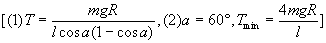 [(1)T = mgR / (l cos a(1−cos a)), (2)a = 60°, T_min = 4mgR / l]